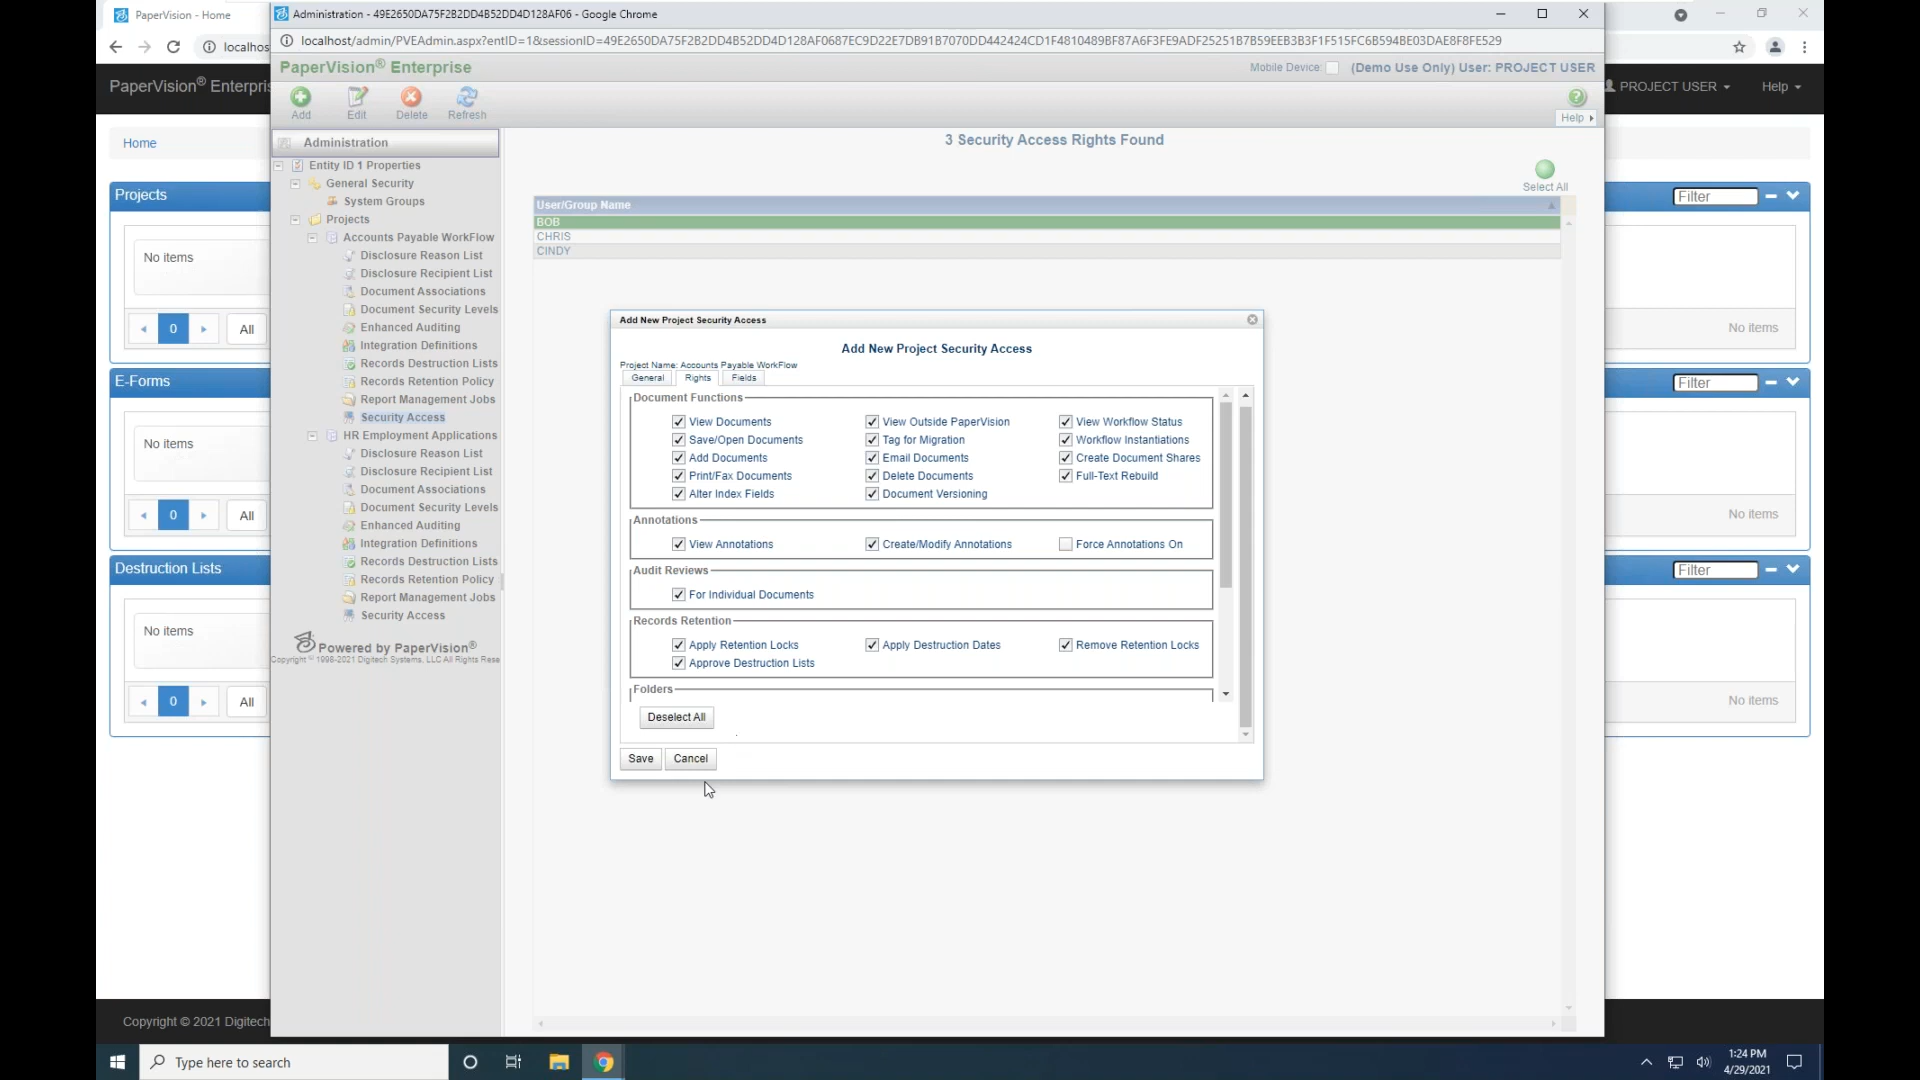 PaperVision - Home
localhos
PaperVision® Enterpris
PROJECT USER
Help
Home
Projects
No items
0
All
E-Forms
No items
0
All
Destruction Lists
No items
0
All
Copyright © 2021 Digitech
Filter
No items
Filter
No items
Filter
No items
Administration - 49E2650DA75F2B2DD4B52DD4D128AF06 - Google Chrome
localhost/admin/PVEAdmin.aspx?entID=1&sessionID=49E2650DA75F2B2DD4B52DD4D128AF0687EC9D22E7DB91B7070DD442424CD1F4810489BF87A6F3FE9ADF25251B7B59EEB3B3F1F515FC6B594BE03DAE8F8FE529
PaperVision® Enterprise
Mobile Device:
(Demo Use Only) User: PROJECT USER
Add
Edit
Delete
Refresh
Help
Administration
Entity ID 1 Properties
General Security
System Groups
Projects
Accounts Payable WorkFlow
Disclosure Reason List
Disclosure Recipient List
Document Associations
Document Security Levels
Enhanced Auditing
Integration Definitions
Records Destruction Lists
Records Retention Policy
Report Management Jobs
Security Access
HR Employment Applications
Disclosure Reason List
Disclosure Recipient List
Document Associations
Document Security Levels
Enhanced Auditing
Integration Definitions
Records Destruction Lists
Records Retention Policy
Report Management Jobs
Security Access
Powered by PaperVision®
Copyright © 1998-2021 Digitech Systems, LLC All Rights Rese
3 Security Access Rights Found
Select All
User/Group Name
BOB
CHRIS
CINDY
Add New Project Security Access
Add New Project Security Access
Project Name: Accounts Payable WorkFlow
General
Rights
Fields
Document Functions
View Documents
View Outside PaperVision
View Workflow Status
Save/Open Documents
Tag for Migration
Workflow Instantiations
Add Documents
Email Documents
Create Document Shares
Print/Fax Documents
Delete Documents
Full-Text Rebuild
Alter Index Fields
Document Versioning
Annotations
View Annotations
Create/Modify Annotations
Force Annotations On
Audit Reviews
For Individual Documents
Records Retention
Apply Retention Locks
Apply Destruction Dates
Remove Retention Locks
Approve Destruction Lists
Folders
Deselect All
Save
Cancel
Type here to search
1:24 PM
4/29/2021